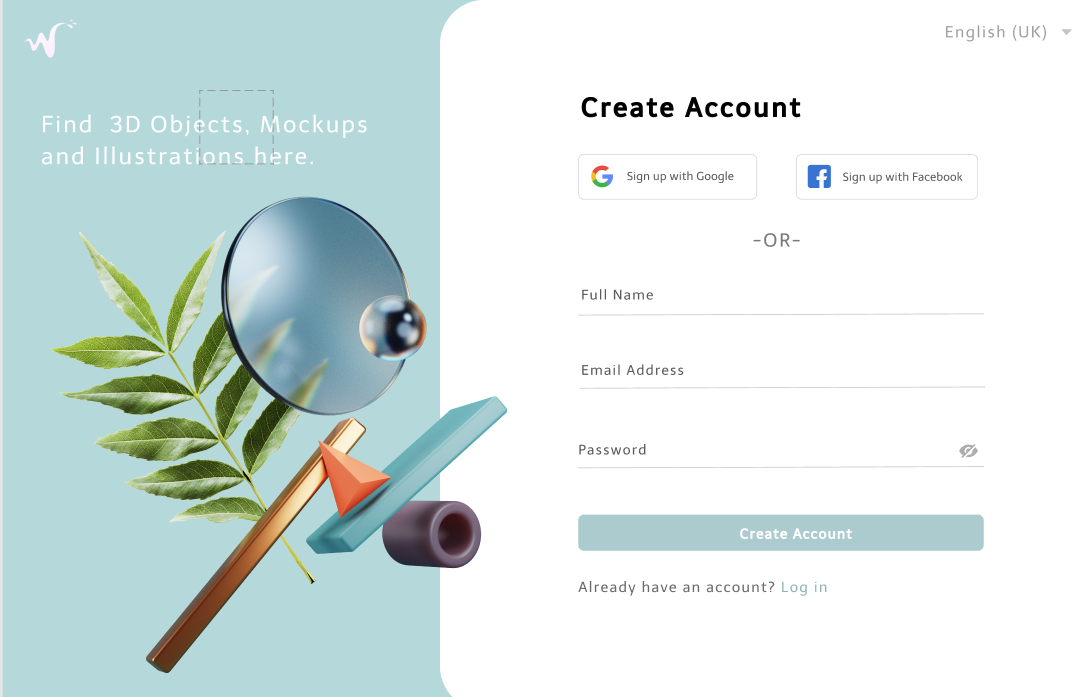 Find 3D Objects, Mockups
and Illustrations here.
English (UK)
Create Account
Sign up with Google
Sign up with Facebook
-OR-
Full Name
Email Address
Password
Create Account
Already have an account? Log in